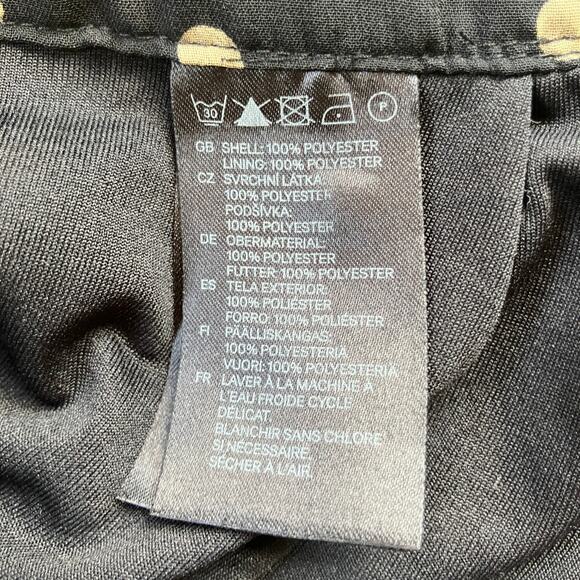 30 P
GB SHELL: 100% POLYESTER
LINING: 100% POLYESTER
CZ SVRCHNÍ LÁTKA:
100% POLYESTER
PODŠÍVKA:
100% POLYESTER
DE OBERMATERIAL:
100% POLYESTER
FUTTER: 100% POLYESTER
ES TELA EXTERIOR:
100% POLIÉSTER
FORRO: 100% POLIÉSTER
FI PÄÄLLISKANGAS:
100% POLYESTERIA
VUORI: 100% POLYESTERIA
FR LAVER À LA MACHINE À
L'EAU FROIDE CYCLE
DÉLICAT.
BLANCHIR SANS CHLORE
SI NÉCESSAIRE.
SÉCHER À L'AIR.